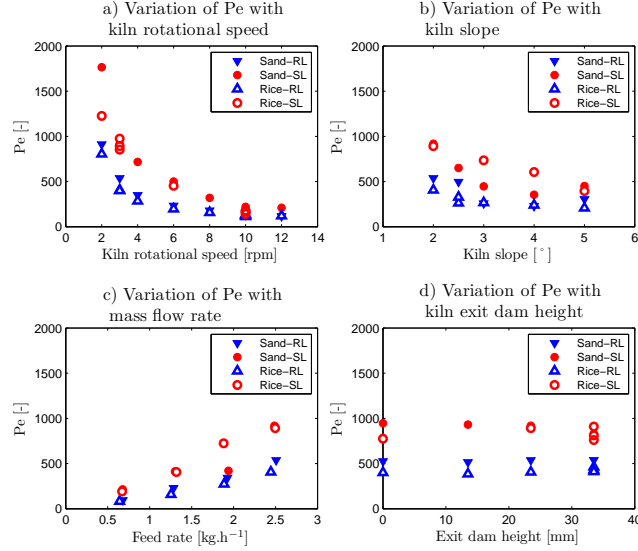 a) Variation of Pe with
kiln rotational speed
2000
1500
1000
500
0
Pe [-]
0 2 4 6 8 10 12 14
Kiln rotational speed [rpm]
Sand-RL
Sand-SL
Rice-RL
Rice-SL
b) Variation of Pe with
kiln slope
2000
1500
1000
500
0
Pe [-]
1 2 3 4 5 6
Kiln slope [°]
Sand-RL
Sand-SL
Rice-RL
Rice-SL
c) Variation of Pe with
mass flow rate
2000
1500
1000
500
0
Pe [-]
0 0.5 1 1.5 2 2.5 3
Feed rate [kg.h⁻¹]
Sand-RL
Sand-SL
Rice-RL
Rice-SL
d) Variation of Pe with
kiln exit dam height
2000
1500
1000
500
0
Pe [-]
0 10 20 30 40
Exit dam height [mm]
Sand-RL
Sand-SL
Rice-RL
Rice-SL